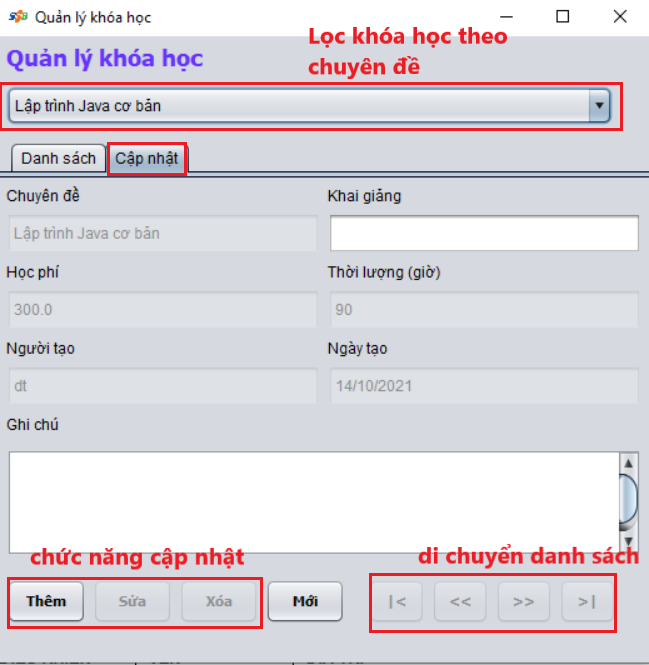 Quản lý khóa học
Quản lý khóa học
Lọc khóa học theo
chuyên đề
Lập trình Java cơ bản
Danh sách
Cập nhật
Chuyên đề
Khai giảng
Lập trình Java cơ bản
Học phí
Thời lượng (giờ)
300.0
90
Người tạo
Ngày tạo
dt
14/10/2021
Ghi chú
chức năng cập nhật
di chuyển danh sách
Thêm
Sửa
Xóa
Mới
|<
<<
>>
>|